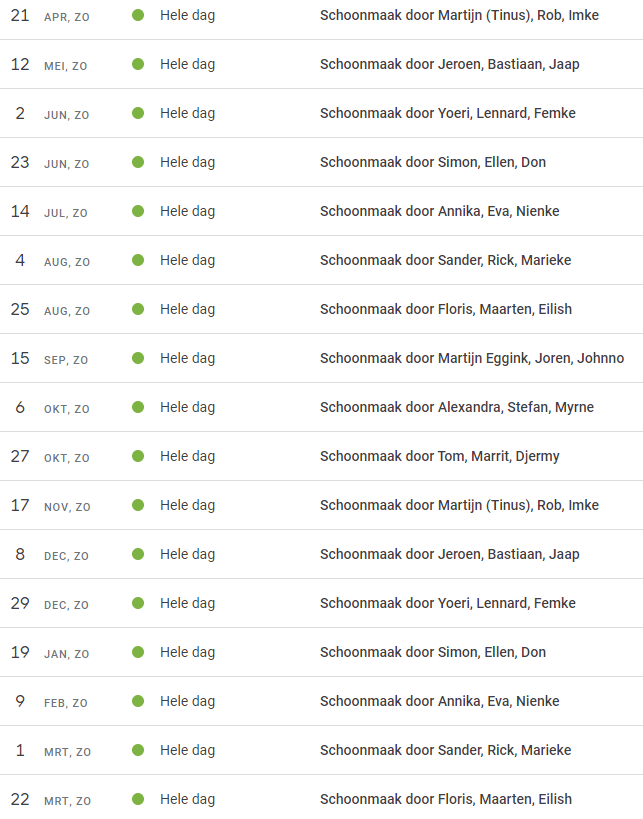 21 APR, ZO Hele dag Schoonmaak door Martijn (Tinus), Rob, Imke
12 MEI, ZO Hele dag Schoonmaak door Jeroen, Bastiaan, Jaap
2 JUN, ZO Hele dag Schoonmaak door Yoeri, Lennard, Femke
23 JUN, ZO Hele dag Schoonmaak door Simon, Ellen, Don
14 JUL, ZO Hele dag Schoonmaak door Annika, Eva, Nienke
4 AUG, ZO Hele dag Schoonmaak door Sander, Rick, Marieke
25 AUG, ZO Hele dag Schoonmaak door Floris, Maarten, Eilish
15 SEP, ZO Hele dag Schoonmaak door Martijn Eggink, Joren, Johnno
6 OKT, ZO Hele dag Schoonmaak door Alexandra, Stefan, Myrne
27 OKT, ZO Hele dag Schoonmaak door Tom, Marrit, Djermy
17 NOV, ZO Hele dag Schoonmaak door Martijn (Tinus), Rob, Imke
8 DEC, ZO Hele dag Schoonmaak door Jeroen, Bastiaan, Jaap
29 DEC, ZO Hele dag Schoonmaak door Yoeri, Lennard, Femke
19 JAN, ZO Hele dag Schoonmaak door Simon, Ellen, Don
9 FEB, ZO Hele dag Schoonmaak door Annika, Eva, Nienke
1 MRT, ZO Hele dag Schoonmaak door Sander, Rick, Marieke
22 MRT, ZO Hele dag Schoonmaak door Floris, Maarten, Eilish